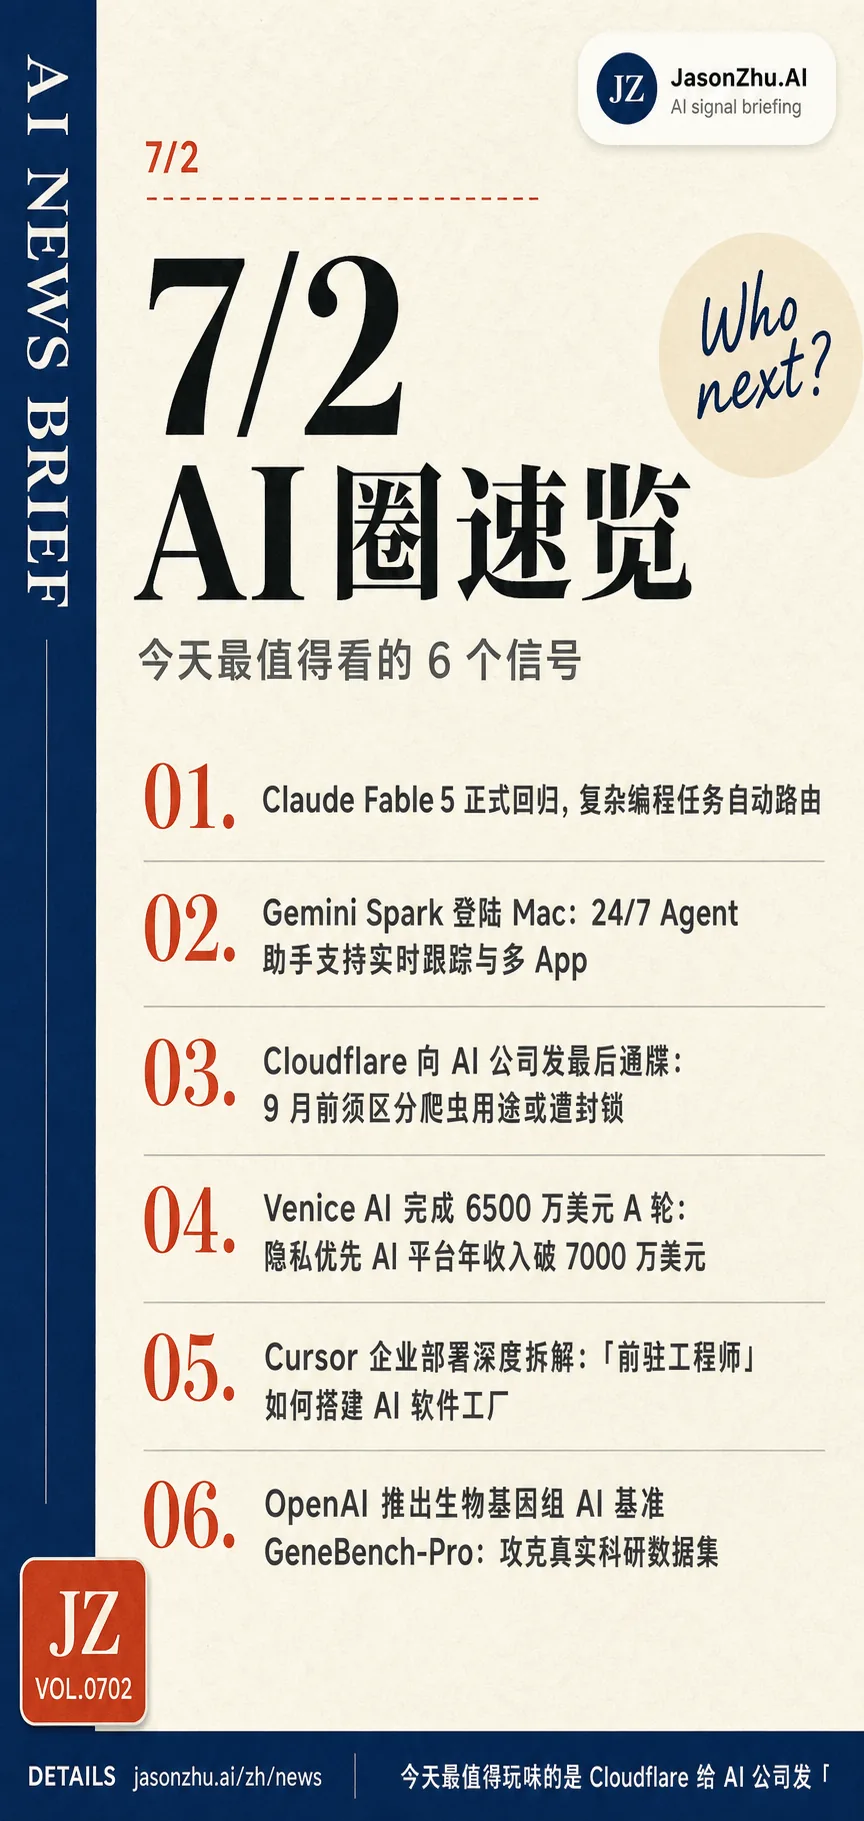 AI NEWS BRIEF
JZ
JasonZhu.AI
AI signal briefing
7/2
7/2
Who
next?
AI圈速览
今天最值得看的 6 个信号
01.
Claude Fable 5 正式回归, 复杂编程任务自动路由
02.
Gemini Spark 登陆 Mac: 24/7 Agent
助手支持实时跟踪与多 App
03.
Cloudflare 向 AI 公司发最后通牒:
9 月前须区分爬虫用途或遭封锁
04.
Venice AI 完成 6500 万美元 A 轮:
隐私优先 AI 平台年收入破 7000 万美元
05.
Cursor 企业部署深度拆解:「前驻工程师」
如何搭建 AI 软件工厂
06.
OpenAI 推出生物基因组 AI 基准
GeneBench-Pro: 攻克真实科研数据集
JZ
VOL.0702
DETAILS jasonzhu.ai/zh/news
今天最值得玩味的是 Cloudflare 给 AI 公司发「